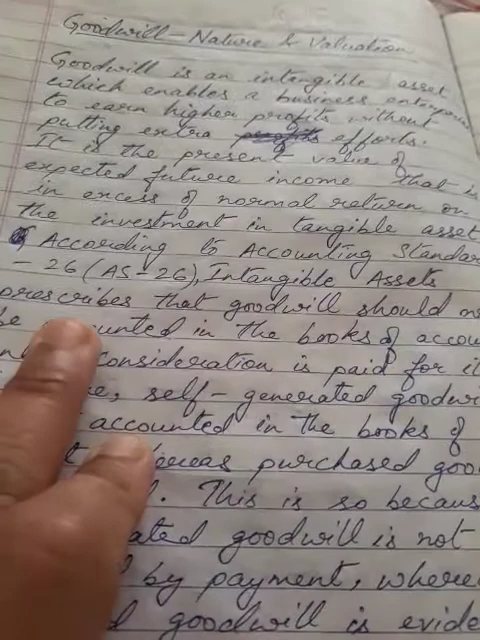 Goodwill - Nature & Valuation
Goodwill is an intangible asset
which enables a business enterprise
to earn higher profits without
putting extra profits efforts.
It is the present value of
expected future income that is
in excess of normal return on
the investment in tangible asset
According to Accounting Standar
- 26 (AS-26), Intangible Assets
prescribes that goodwill should no
be unted in the books of accou
consideration is paid for it
e, self-generated goodwi
accounted in the books of
t whereas purchased goo
This is so becaus
ated goodwill is not
by payment, where
d goodwill is evide